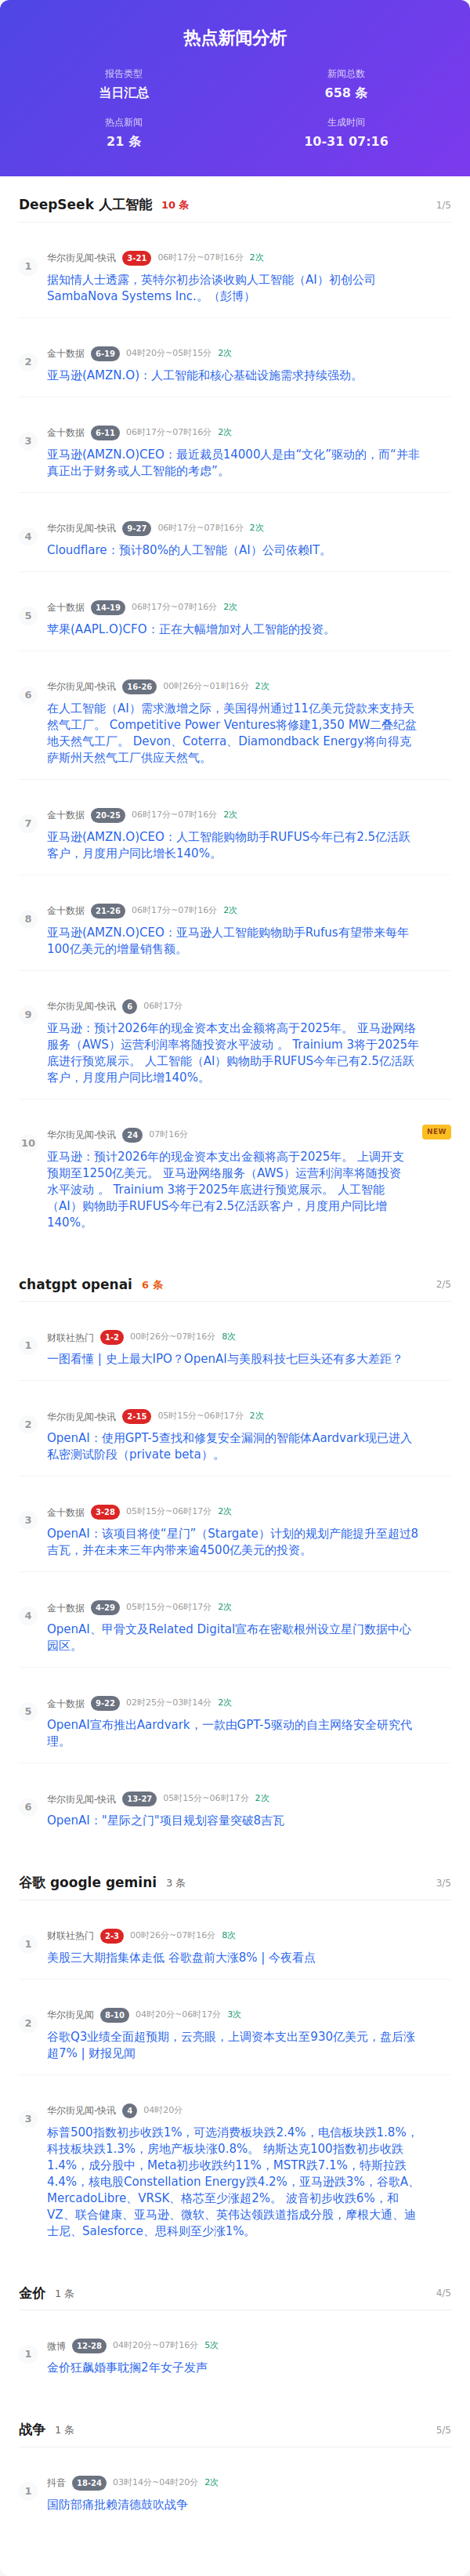 热点新闻分析
报告类型
新闻总数
当日汇总
658 条
热点新闻
生成时间
21 条
10-31 07:16
DeepSeek 人工智能 10 条 1/5
1
华尔街见闻-快讯 3-21 06时17分~07时16分 2次
据知情人士透露，英特尔初步洽谈收购人工智能（AI）初创公司
SambaNova Systems Inc.。（彭博）
2
金十数据 6-19 04时20分~05时15分 2次
亚马逊(AMZN.O)：人工智能和核心基础设施需求持续强劲。
3
金十数据 6-11 06时17分~07时16分 2次
亚马逊(AMZN.O)CEO：最近裁员14000人是由“文化”驱动的，而“并非
真正出于财务或人工智能的考虑”。
4
华尔街见闻-快讯 9-27 06时17分~07时16分 2次
Cloudflare：预计80%的人工智能（AI）公司依赖IT。
5
金十数据 14-19 06时17分~07时16分 2次
苹果(AAPL.O)CFO：正在大幅增加对人工智能的投资。
6
华尔街见闻-快讯 16-26 00时26分~01时16分 2次
在人工智能（AI）需求激增之际，美国得州通过11亿美元贷款来支持天
然气工厂。 Competitive Power Ventures将修建1,350 MW二叠纪盆
地天然气工厂。 Devon、Coterra、Diamondback Energy将向得克
萨斯州天然气工厂供应天然气。
7
金十数据 20-25 06时17分~07时16分 2次
亚马逊(AMZN.O)CEO：人工智能购物助手RUFUS今年已有2.5亿活跃
客户，月度用户同比增长140%。
8
金十数据 21-26 06时17分~07时16分 2次
亚马逊(AMZN.O)CEO：亚马逊人工智能购物助手Rufus有望带来每年
100亿美元的增量销售额。
9
华尔街见闻-快讯 6 06时17分
亚马逊：预计2026年的现金资本支出金额将高于2025年。 亚马逊网络
服务（AWS）运营利润率将随投资水平波动 。 Trainium 3将于2025年
底进行预览展示。 人工智能（AI）购物助手RUFUS今年已有2.5亿活跃
客户，月度用户同比增140%。
10
华尔街见闻-快讯 24 07时16分 NEW
亚马逊：预计2026年的现金资本支出金额将高于2025年。 上调开支
预期至1250亿美元。 亚马逊网络服务（AWS）运营利润率将随投资
水平波动 。 Trainium 3将于2025年底进行预览展示。 人工智能
（AI）购物助手RUFUS今年已有2.5亿活跃客户，月度用户同比增
140%。
chatgpt openai 6 条 2/5
1
财联社热门 1-2 00时26分~07时16分 8次
一图看懂 | 史上最大IPO？OpenAI与美股科技七巨头还有多大差距？
2
华尔街见闻-快讯 2-15 05时15分~06时17分 2次
OpenAI：使用GPT-5查找和修复安全漏洞的智能体Aardvark现已进入
私密测试阶段（private beta）。
3
金十数据 3-28 05时15分~06时17分 2次
OpenAI：该项目将使“星门”（Stargate）计划的规划产能提升至超过8
吉瓦，并在未来三年内带来逾4500亿美元的投资。
4
金十数据 4-29 05时15分~06时17分 2次
OpenAI、甲骨文及Related Digital宣布在密歇根州设立星门数据中心
园区。
5
金十数据 9-22 02时25分~03时14分 2次
OpenAI宣布推出Aardvark，一款由GPT-5驱动的自主网络安全研究代
理。
6
华尔街见闻-快讯 13-27 05时15分~06时17分 2次
OpenAI："星际之门"项目规划容量突破8吉瓦
谷歌 google gemini 3 条 3/5
1
财联社热门 2-3 00时26分~07时16分 8次
美股三大期指集体走低 谷歌盘前大涨8% | 今夜看点
2
华尔街见闻 8-10 04时20分~06时17分 3次
谷歌Q3业绩全面超预期，云亮眼，上调资本支出至930亿美元，盘后涨
超7% | 财报见闻
3
华尔街见闻-快讯 4 04时20分
标普500指数初步收跌1%，可选消费板块跌2.4%，电信板块跌1.8%，
科技板块跌1.3%，房地产板块涨0.8%。 纳斯达克100指数初步收跌
1.4%，成分股中，Meta初步收跌约11%，MSTR跌7.1%，特斯拉跌
4.4%，核电股Constellation Energy跌4.2%，亚马逊跌3%，谷歌A、
MercadoLibre、VRSK、格芯至少涨超2%。 波音初步收跌6%，和
VZ、联合健康、亚马逊、微软、英伟达领跌道指成分股，摩根大通、迪
士尼、Salesforce、思科则至少涨1%。
金价 1 条 4/5
1
微博 12-28 04时20分~07时16分 5次
金价狂飙婚事耽搁2年女子发声
战争 1 条 5/5
1
抖音 18-24 03时14分~04时20分 2次
国防部痛批赖清德鼓吹战争